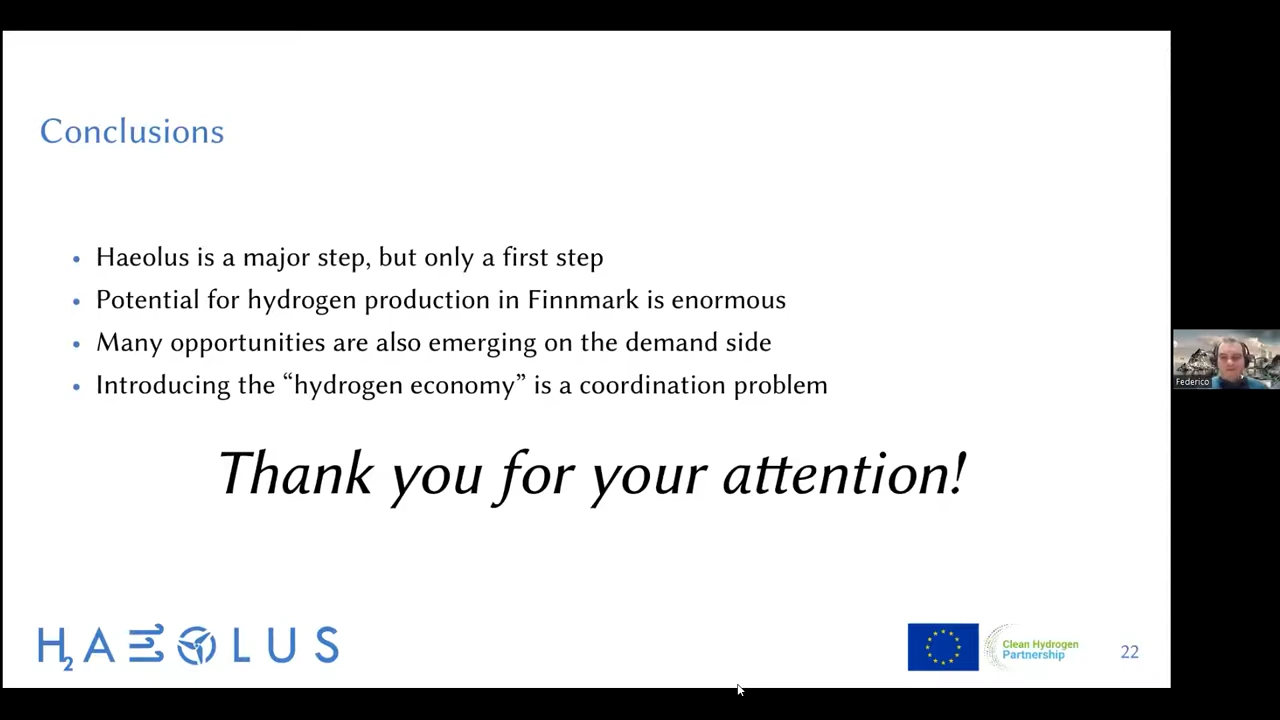 Conclusions
• Haeolus is a major step, but only a first step
• Potential for hydrogen production in Finnmark is enormous
• Many opportunities are also emerging on the demand side
• Introducing the “hydrogen economy” is a coordination problem
Thank you for your attention!
Federico
H2AEOLUS
Clean Hydrogen
Partnership
22